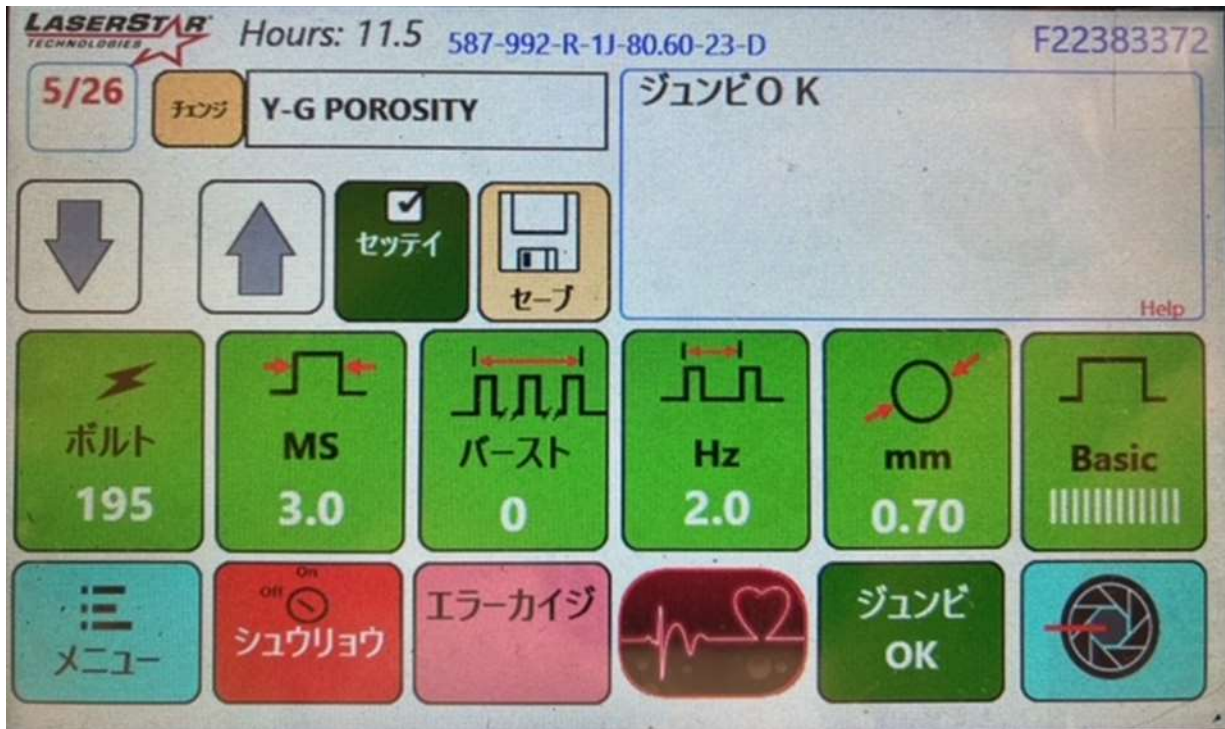 LASERSTAR
TECHNOLOGIES
Hours: 11.5
587-992-R-1J-80.60-23-D
F22383372
5/26
チェンジ
Y-G POROSITY
ジュンビOK
セッテイ
セーブ
Help
ボルト
195
MS
3.0
バースト
0
Hz
2.0
mm
0.70
Basic
メニュー
On
Off
シュウリョウ
エラーカイジ
ジュンビ
OK